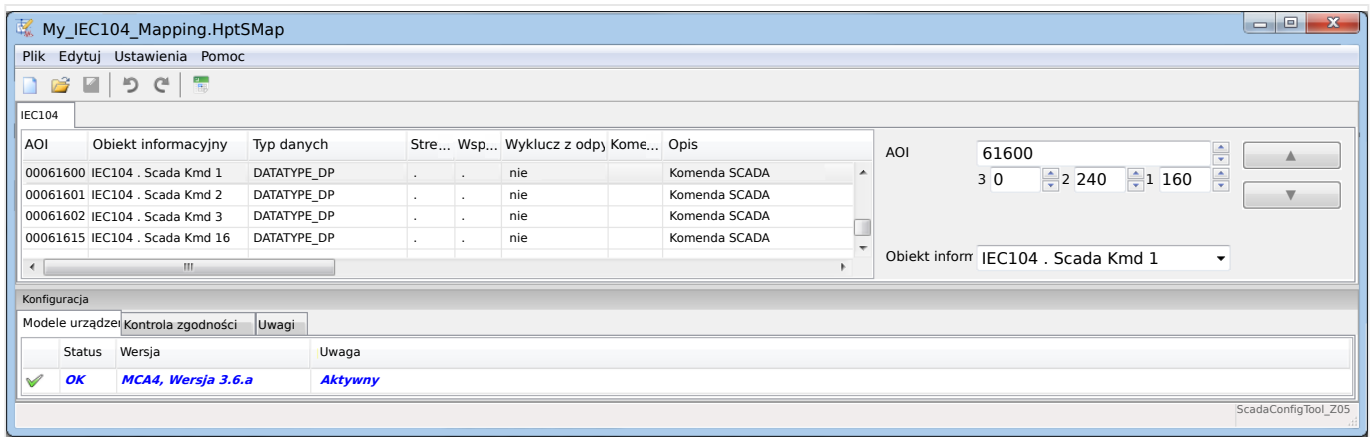 My_IEC104_Mapping.HptSMap
Plik Edytuj Ustawienia Pomoc
IEC104
AOI Obiekt informacyjny Typ danych Stre... Wsp... Wyklucz z odpy Kome... Opis
00061600 IEC104 . Scada Kmd 1 DATATYPE_DP . . nie Komenda SCADA
00061601 IEC104 . Scada Kmd 2 DATATYPE_DP . . nie Komenda SCADA
00061602 IEC104 . Scada Kmd 3 DATATYPE_DP . . nie Komenda SCADA
00061615 IEC104 . Scada Kmd 16 DATATYPE_DP . . nie Komenda SCADA
AOI 61600
3 0 2 240 1 160
Obiekt inform IEC104 . Scada Kmd 1
Konfiguracja
Modele urządzeń Kontrola zgodności Uwagi
Status Wersja Uwaga
OK MCA4, Wersja 3.6.a Aktywny
ScadaConfigTool_Z05